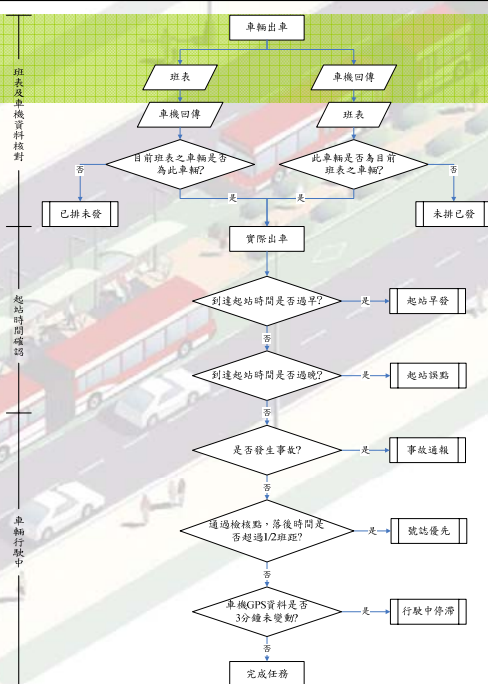 車輛出車
班表
車機回傳
車機回傳
班表
班表及車機資料核對
目前班表之車輛是否
為此車輛?
此車輛是否為目前
班表之車輛?
否
是
是
否
已排未發
未排已發
實際出車
起站時間確認
到達起站時間是否過早?
是
起站早發
否
到達起站時間是否過晚?
是
起站誤點
否
車輛行駛中
是否發生事故?
是
事故通報
否
通過檢核點，落後時間是
否超過1/2班距?
是
號誌優先
否
車機GPS資料是否
3分鐘未變動?
是
行駛中停滯
否
完成任務